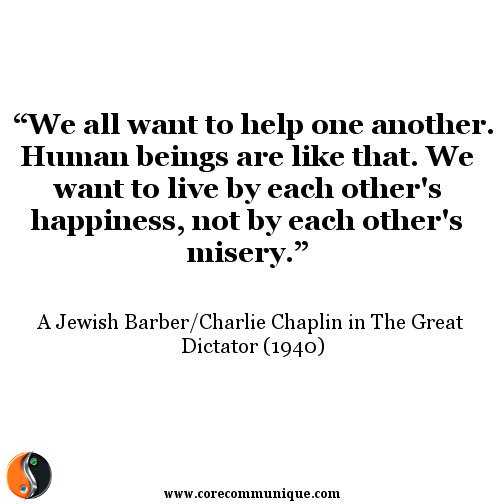 “We all want to help one another.
Human beings are like that. We
want to live by each other's
happiness, not by each other's
misery.”
A Jewish Barber/Charlie Chaplin in The Great
Dictator (1940)
www.corecommunique.com